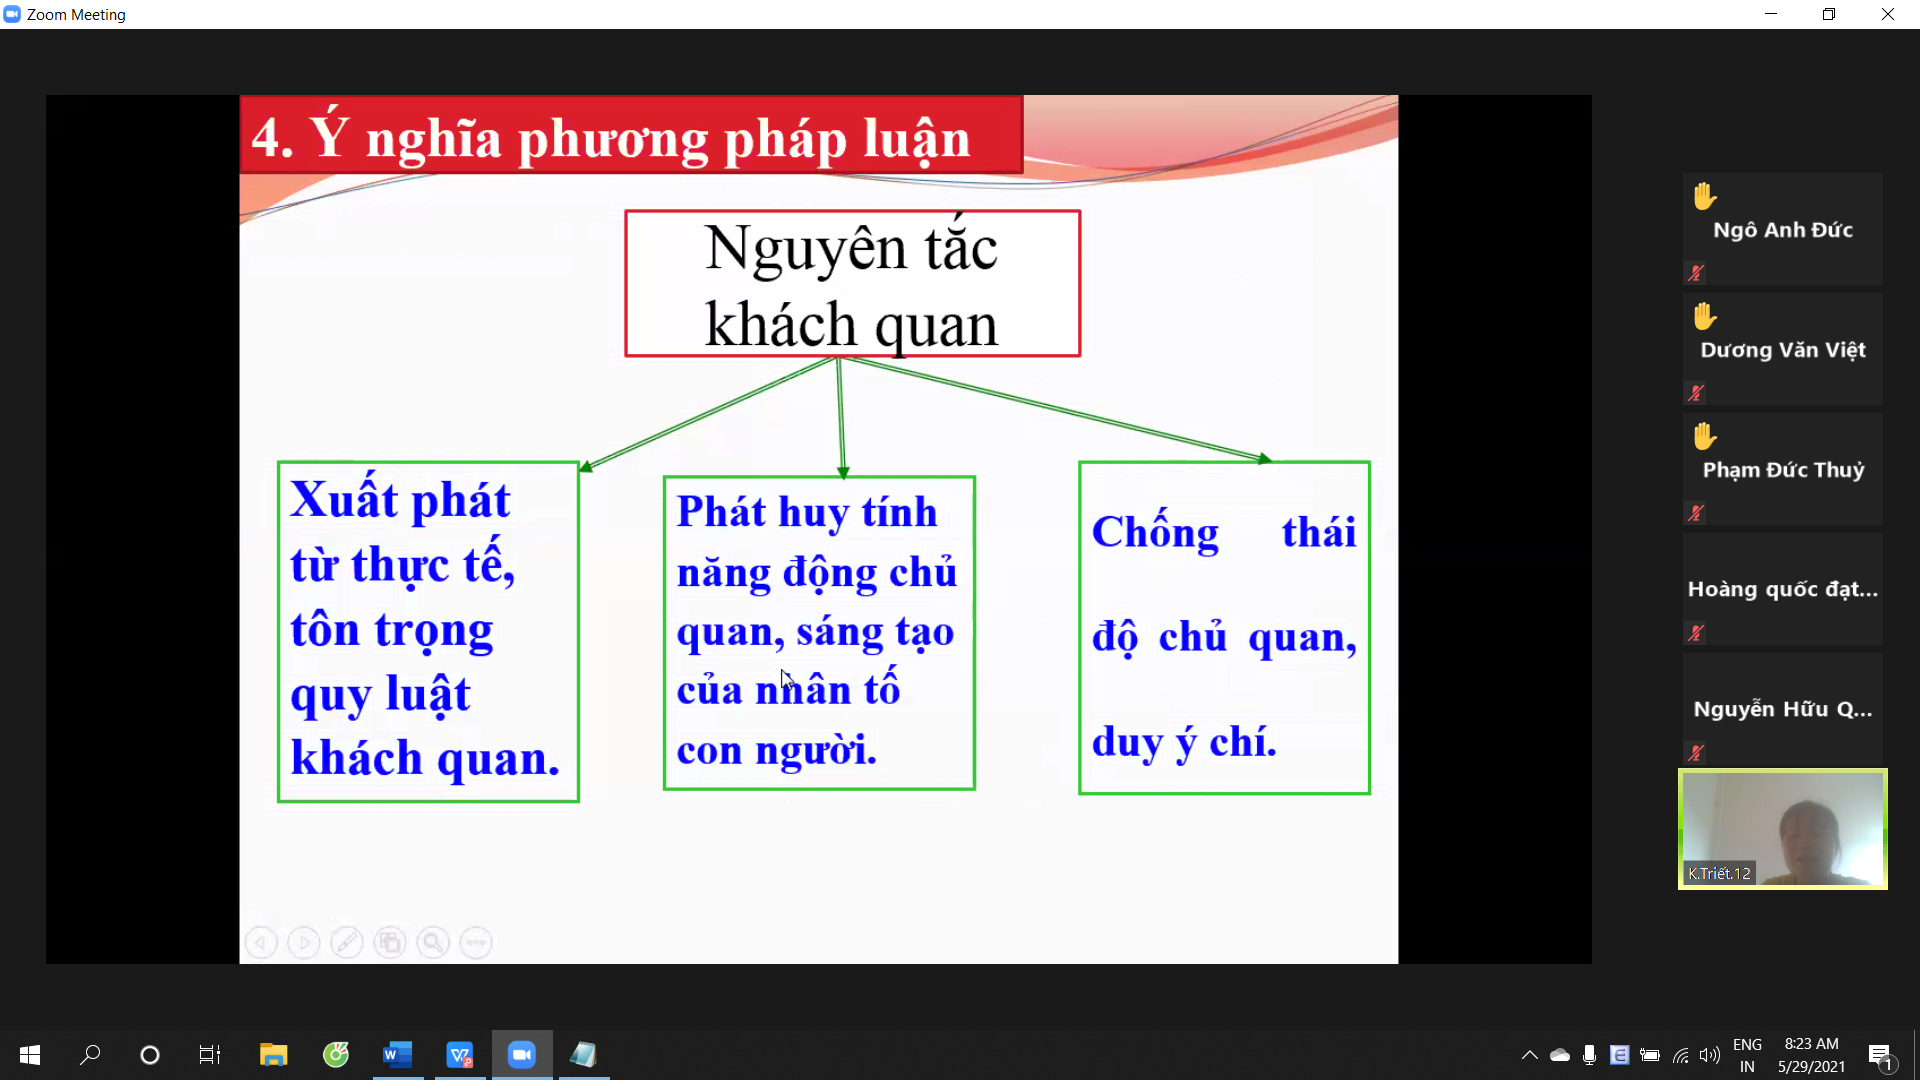 Zoom Meeting
4. Ý nghĩa phương pháp luận
Nguyên tắc
khách quan
Xuất phát
từ thực tế,
tôn trọng
quy luật
khách quan.
Phát huy tính
năng động chủ
quan, sáng tạo
của nhân tố
con người.
Chống thái
độ chủ quan,
duy ý chí.
Ngô Anh Đức
Dương Văn Việt
Phạm Đức Thuỷ
Hoàng quốc đạt...
Nguyễn Hữu Q...
K.Triết.12
ENG
IN
8:23 AM
5/29/2021
1